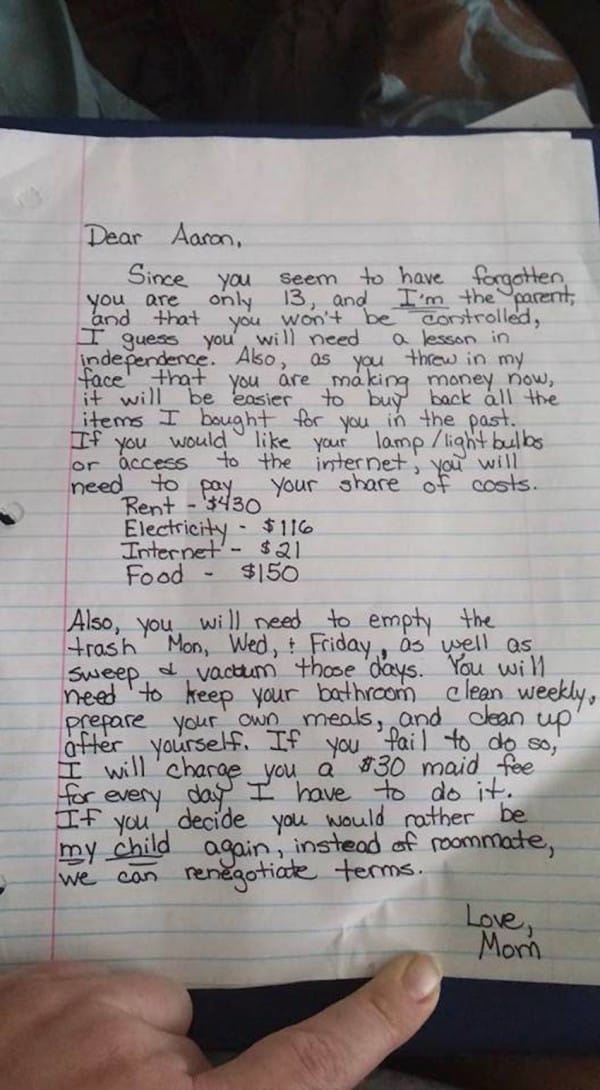 Dear Aaron,
Since you seem to have forgotten
you are only 13, and I'm the parent,
and that you won't be controlled,
I guess you will need a lesson in
independence. Also, as you threw in my
face that you are making money now,
it will be easier to buy back all the
items I bought for you in the past.
If you would like your lamp/light bulbs
or access to the internet, you will
need to pay your share of costs.
Rent - $430
Electricity - $116
Internet - $21
Food - $150
Also, you will need to empty the
trash Mon, Wed, & Friday, as well as
sweep & vacuum those days. You will
need to keep your bathroom clean weekly,
prepare your own meals, and clean up
after yourself. If you fail to do so,
I will charge you a $30 maid fee
for every day I have to do it.
If you decide you would rather be
my child again, instead of roommate,
we can renegotiate terms.
Love,
Mom